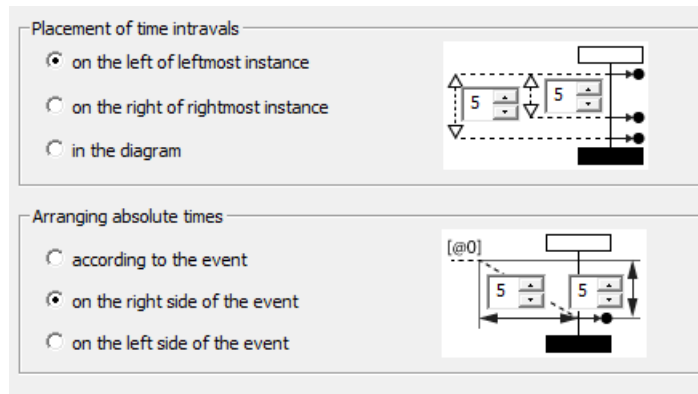 Placement of time intravals
on the left of leftmost instance
on the right of rightmost instance
in the diagram
5
5
Arranging absolute times
according to the event
on the right side of the event
on the left side of the event
[@0]
5
5